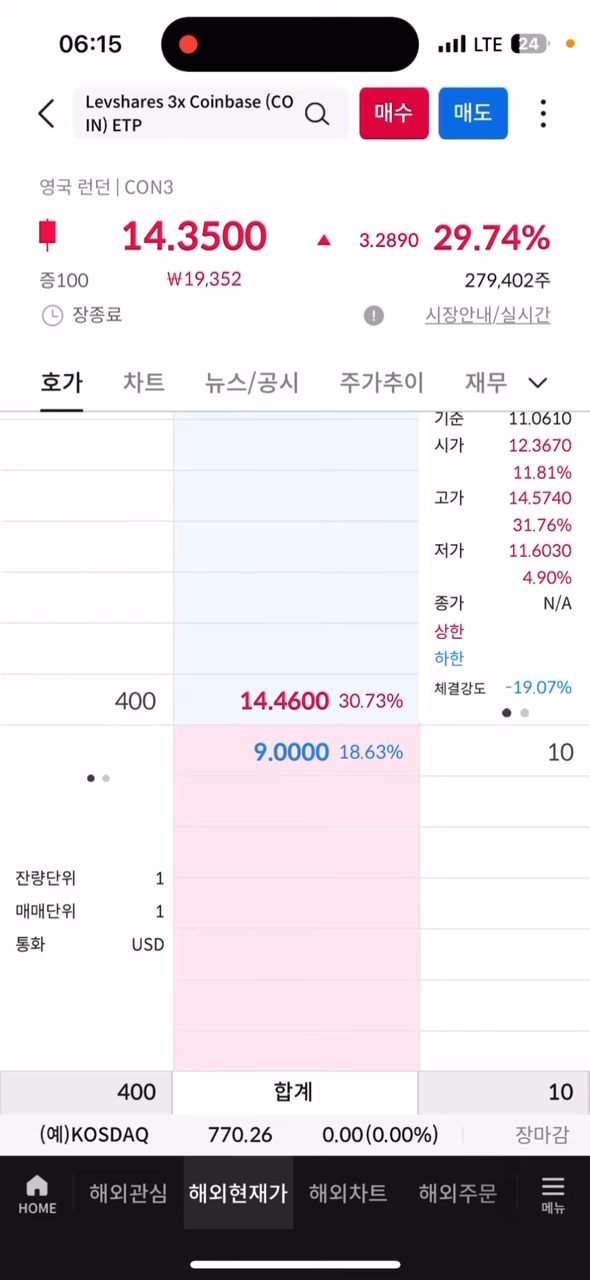 06:15
LTE 24
Levshares 3x Coinbase (CO
IN) ETP
매수
매도
영국 런던 | CON3
14.3500 ▲ 3.2890 29.74%
증100 ₩19,352 279,402주
장종료
시장안내/실시간
호가 차트 뉴스/공시 주가추이 재무
기준 11.0610
시가 12.3670
11.81%
고가 14.5740
31.76%
저가 11.6030
4.90%
종가 N/A
상한
하한
체결강도 -19.07%
400 14.4600 30.73%
9.0000 18.63% 10
잔량단위 1
매매단위 1
통화 USD
400 합계 10
(예)KOSDAQ 770.26 0.00(0.00%) 장마감
HOME 해외관심 해외현재가 해외차트 해외주문 메뉴